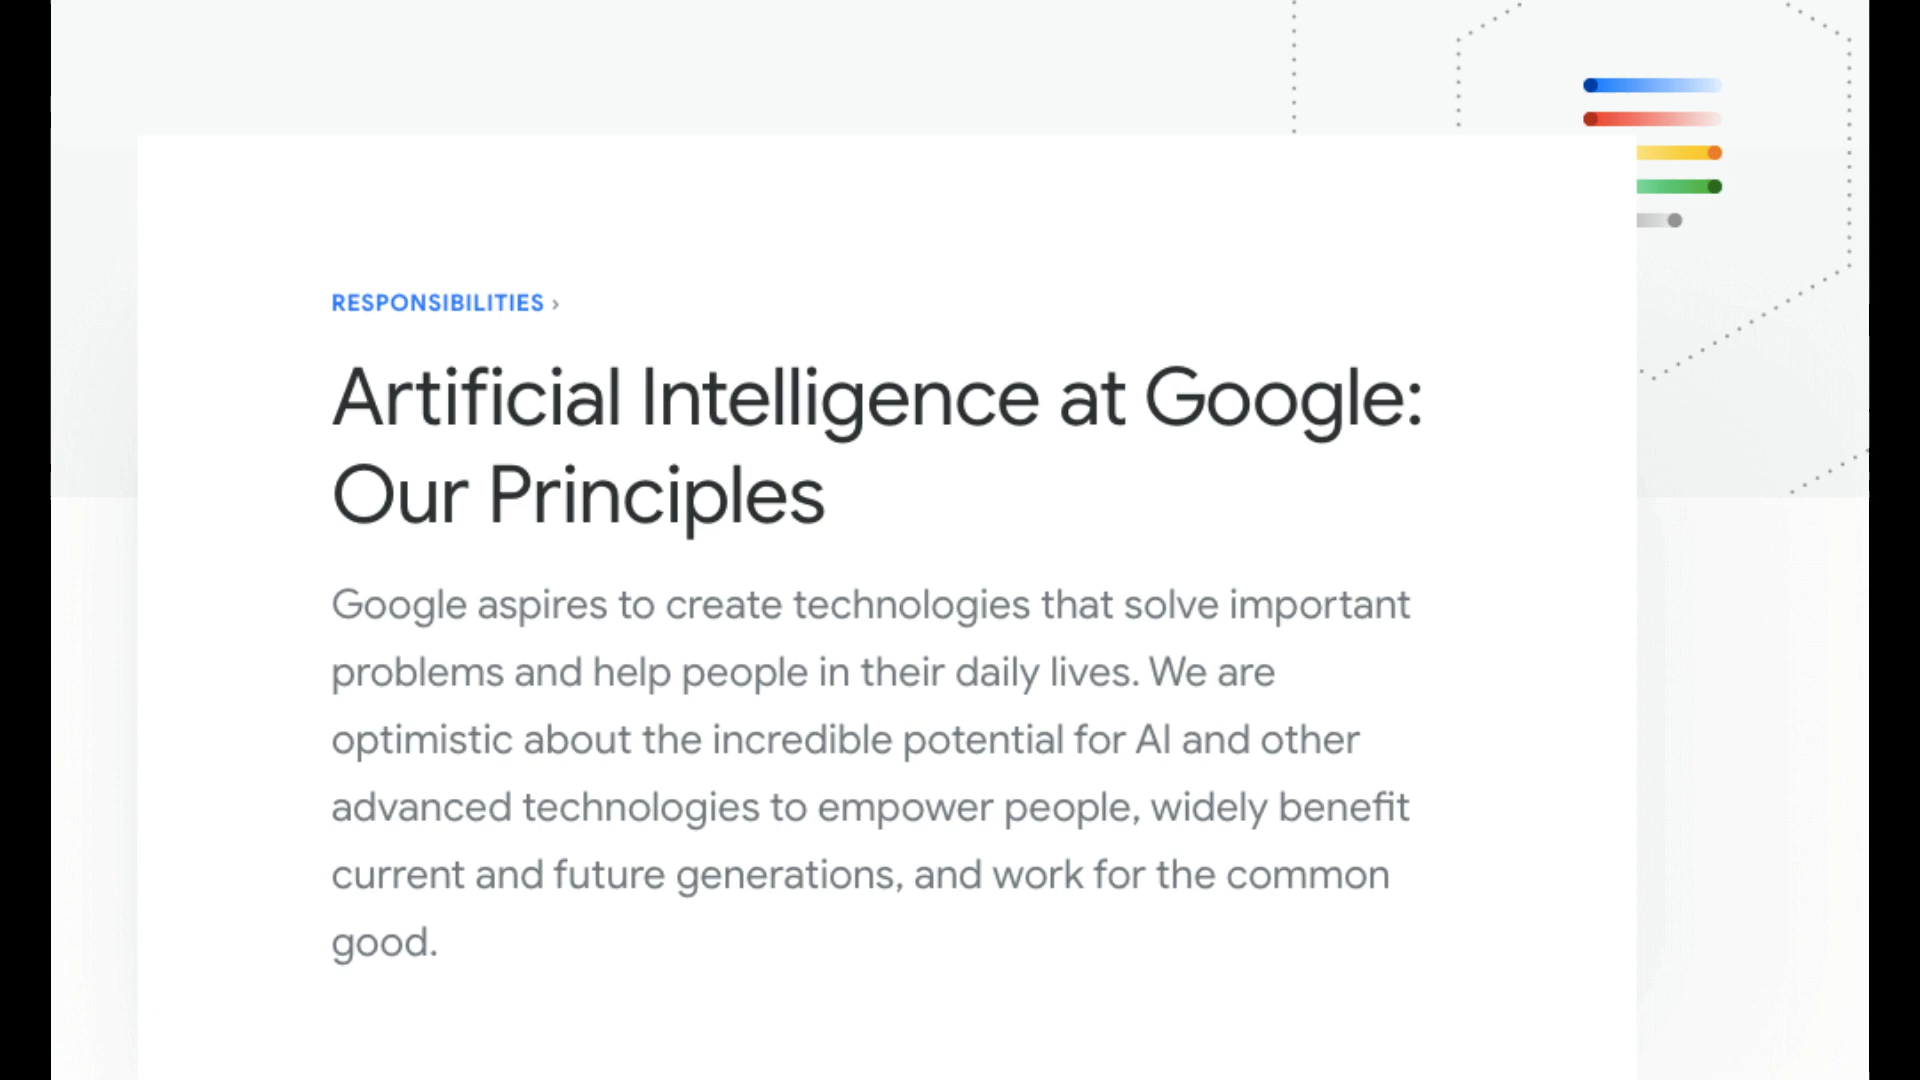 RESPONSIBILITIES ›
Artificial Intelligence at Google:
Our Principles
Google aspires to create technologies that solve important
problems and help people in their daily lives. We are
optimistic about the incredible potential for AI and other
advanced technologies to empower people, widely benefit
current and future generations, and work for the common
good.